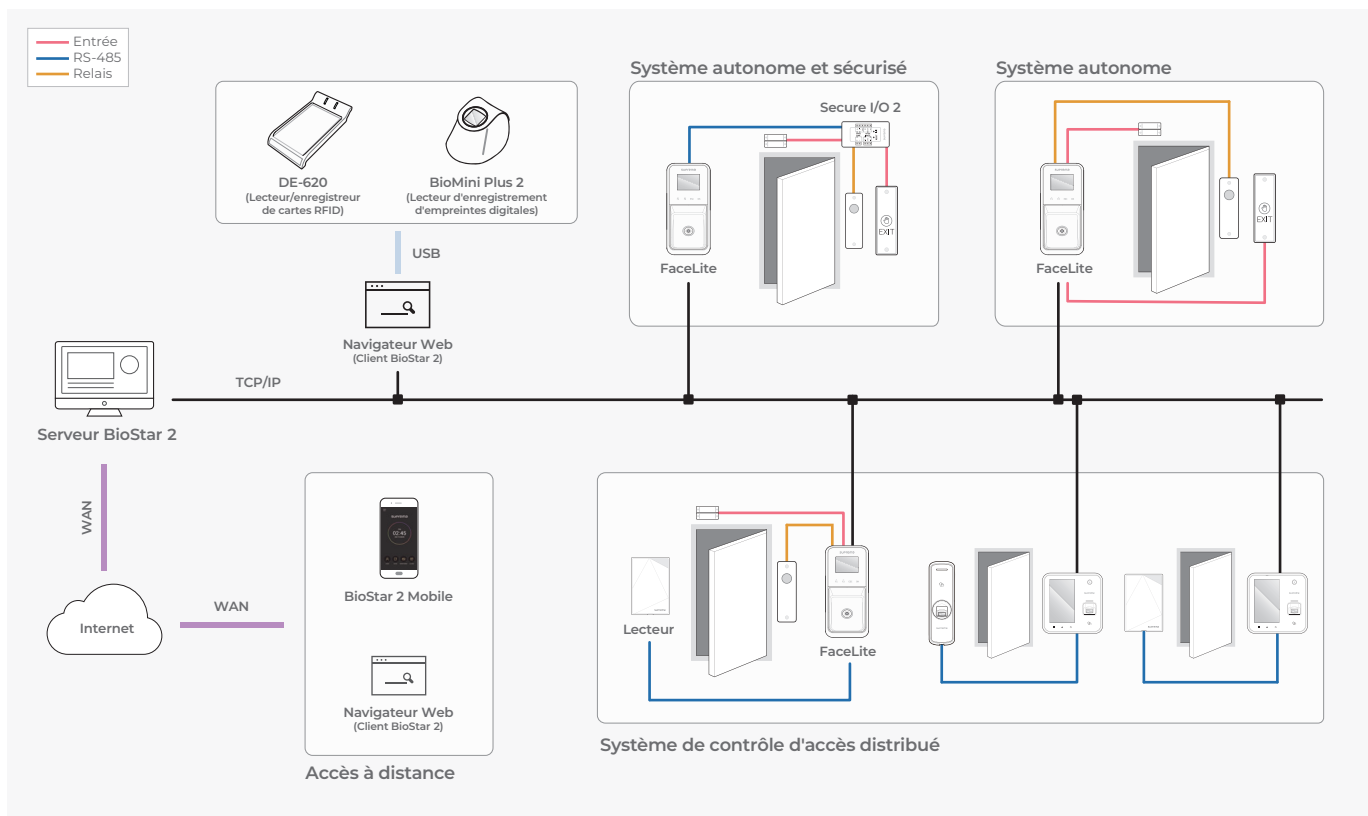 Entrée
RS-485
Relais
DE-620
(Lecteur/enregistreur
de cartes RFID)
BioMini Plus 2
(Lecteur d'enregistrement
d'empreintes digitales)
USB
Navigateur Web
(Client BioStar 2)
TCP/IP
Serveur BioStar 2
WAN
Internet
WAN
BioStar 2 Mobile
Navigateur Web
(Client BioStar 2)
Accès à distance
Système autonome et sécurisé
Secure I/O 2
EXIT
FaceLite
Système autonome
EXIT
FaceLite
Lecteur
FaceLite
Système de contrôle d'accès distribué